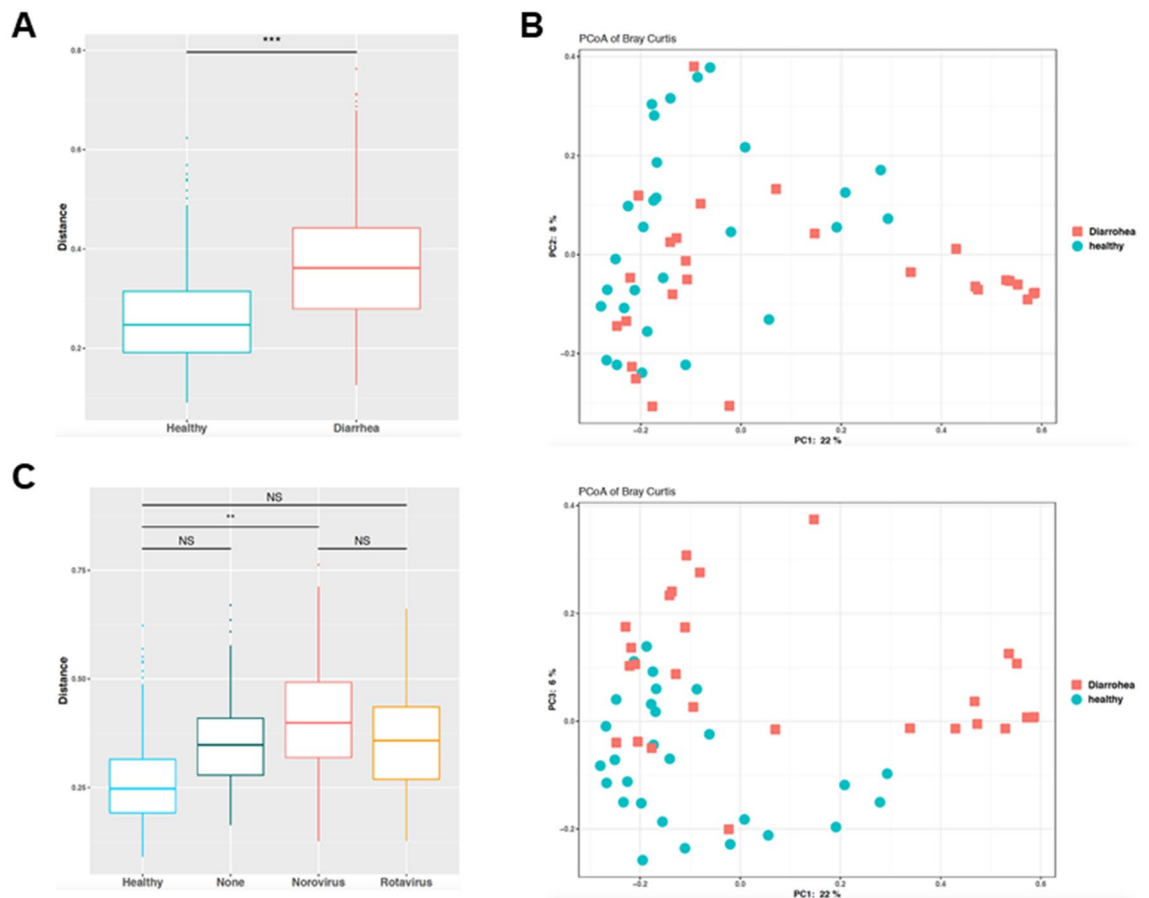 A
***
0.8
0.6
0.4
0.2
Distance
Healthy Diarrhea
B
PCoA of Bray Curtis
0.4
0.2
0.0
-0.2
PC2: 8 %
-0.2 0.0 0.2 0.4 0.6
PC1: 22 %
Diarrohea
healthy
C
NS
**
NS NS
0.75
0.50
0.25
Distance
Healthy None Norovirus Rotavirus
PCoA of Bray Curtis
0.4
0.2
0.0
-0.2
PC3: 6 %
-0.2 0.0 0.2 0.4 0.6
PC1: 22 %
Diarrohea
healthy